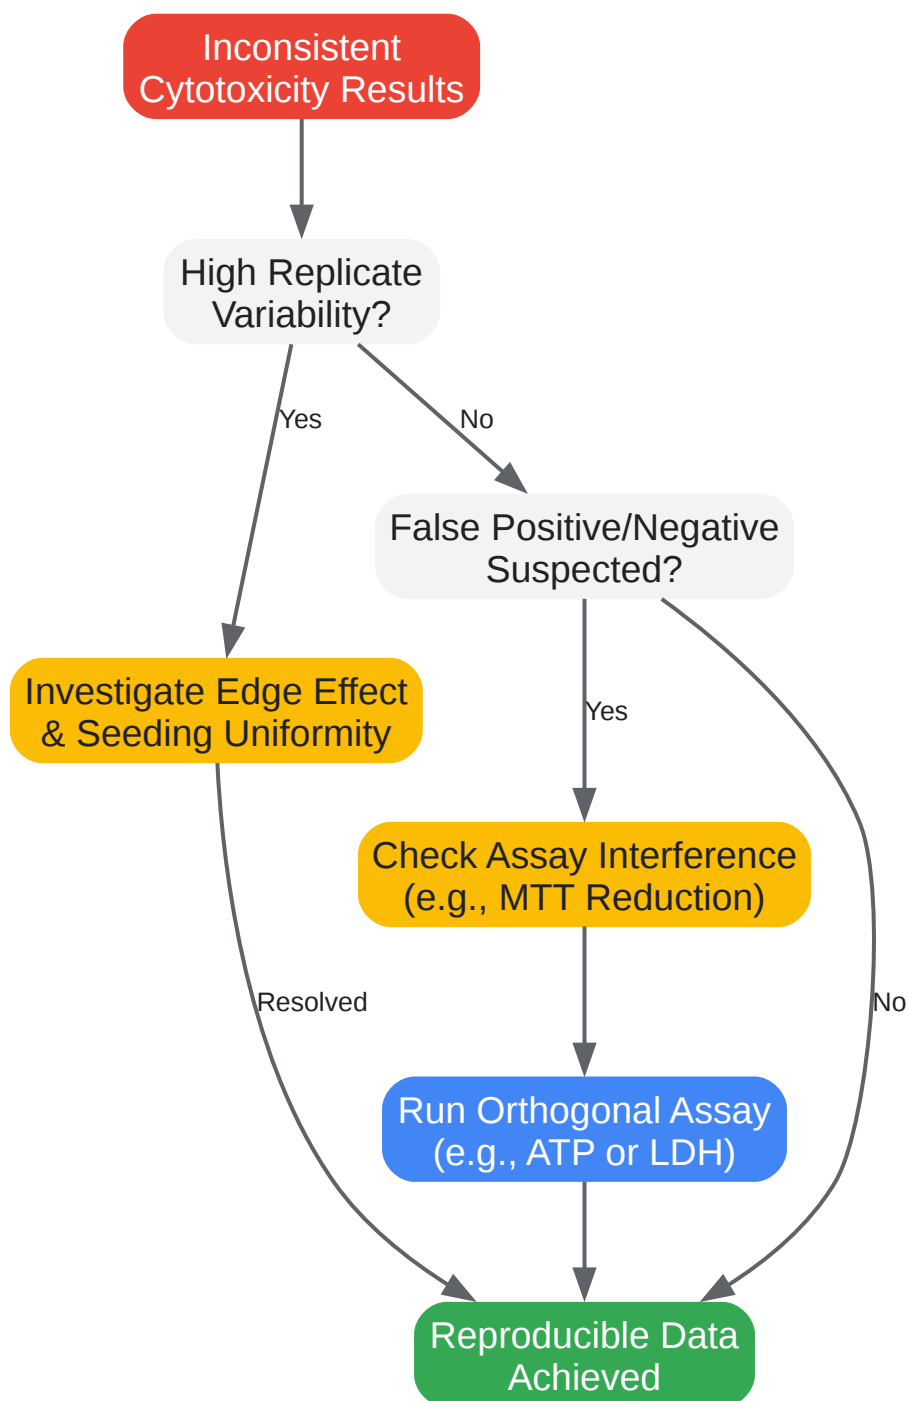 Inconsistent
Cytotoxicity Results
High Replicate
Variability?
Yes
No
False Positive/Negative
Suspected?
Investigate Edge Effect
& Seeding Uniformity
Yes
Check Assay Interference
(e.g., MTT Reduction)
Resolved
No
Run Orthogonal Assay
(e.g., ATP or LDH)
Reproducible Data
Achieved